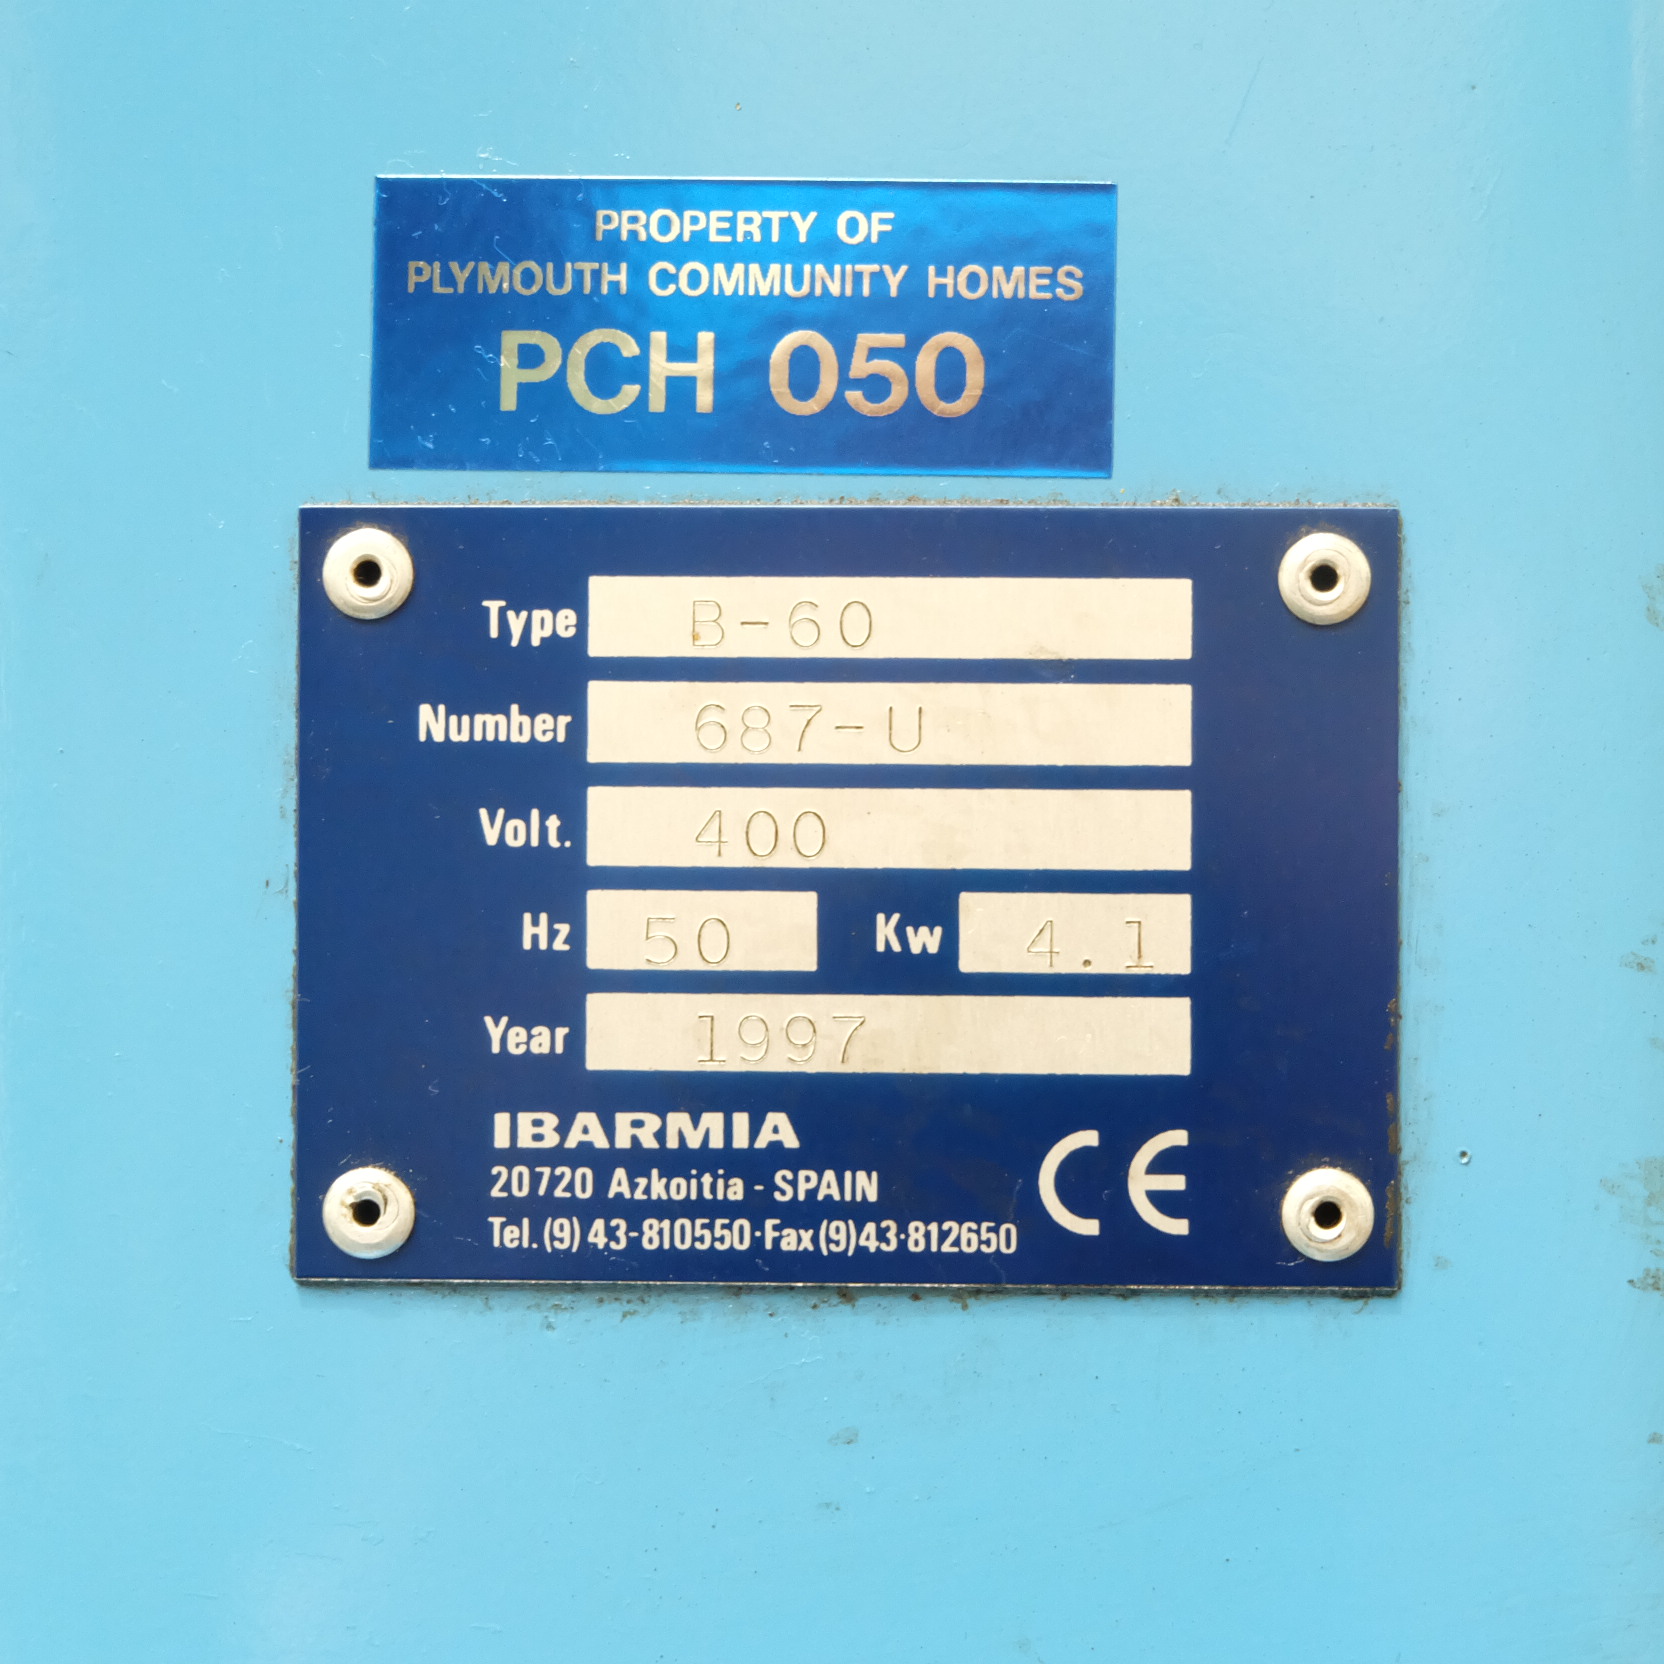 PROPERTY OF
PLYMOUTH COMMUNITY HOMES
PCH 050
Type B-60
Number 687-U
Volt. 400
Hz 50 Kw 4.1
Year 1997
IBARMIA
20720 Azkoitia - SPAIN
Tel. (9) 43-810550·Fax (9)43·812650
CE